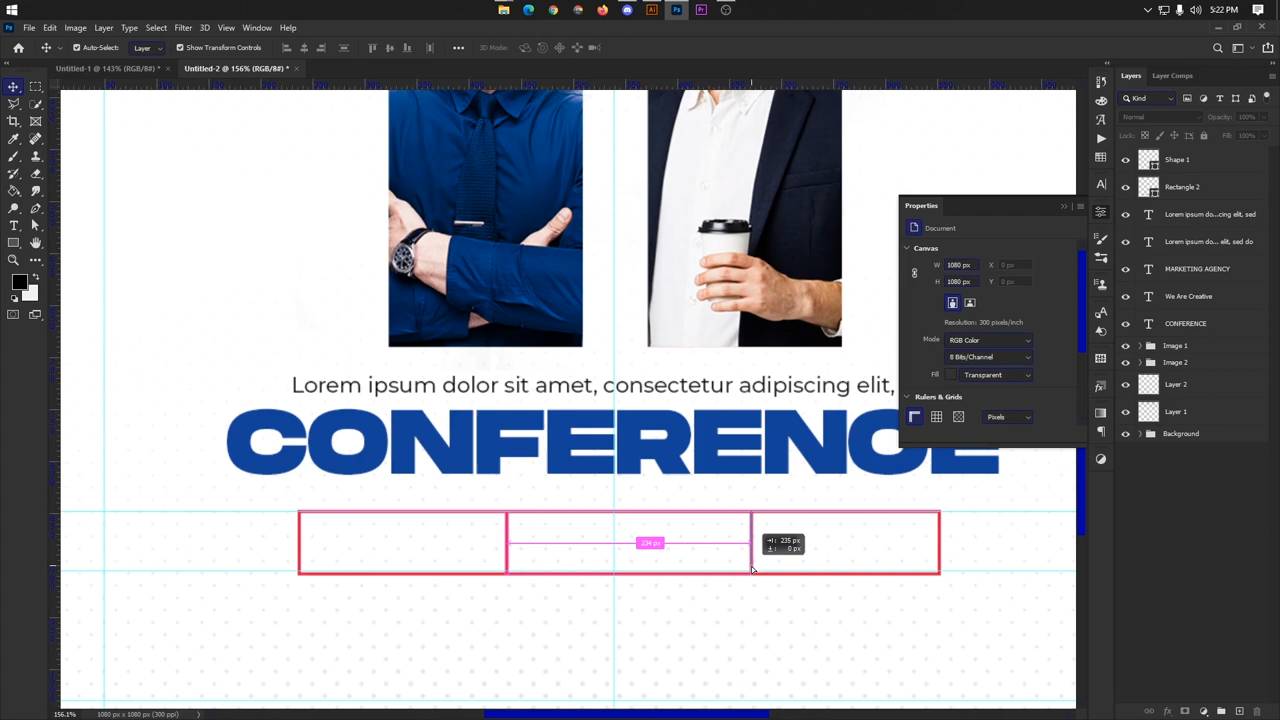 5:22 PM
File Edit Image Layer Type Select Filter 3D View Window Help
Auto-Select: Layer Show Transform Controls 3D Mode:
Untitled-1 @ 143% (RGB/8#) * × Untitled-2 @ 156% (RGB/8#) * ×
Layers Layer Comps
Kind
Normal Opacity: 100%
Lock: Fill: 100%
Shape 1
Rectangle 2
Lorem ipsum do...cing elit, sed
Lorem ipsum do... elit, sed do
MARKETING AGENCY
We Are Creative
CONFERENCE
Image 1
Image 2
Layer 2
Layer 1
Background
Properties
Document
Canvas
W 1080 px X 0 px
H 1080 px Y 0 px
Resolution: 300 pixels/inch
Mode RGB Color
8 Bits/Channel
Fill Transparent
Rulers & Grids
Pixels
Lorem ipsum dolor sit amet, consectetur adipiscing elit,
CONFERENCE
234 px
235 px
0 px
156.1% 1080 px x 1080 px (300 ppi)